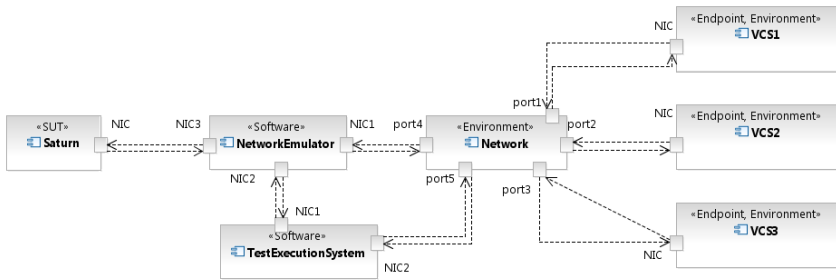 «Endpoint, Environment»
VCS1
NIC
port1
«SUT»
Saturn
NIC
NIC3
«Software»
NetworkEmulator
NIC1
port4
«Environment»
Network
port2
NIC
«Endpoint, Environment»
VCS2
NIC2
port5
port3
NIC1
«Software»
TestExecutionSystem
NIC2
NIC
«Endpoint, Environment»
VCS3